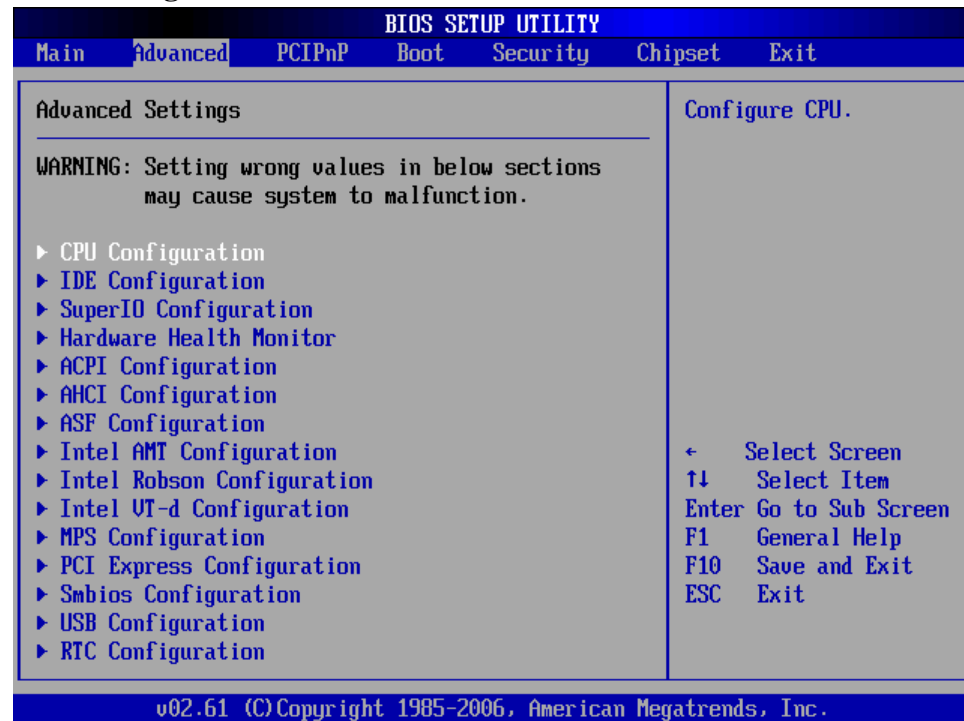 BIOS SETUP UTILITY
Main Advanced PCIPnP Boot Security Chipset Exit
Advanced Settings
WARNING: Setting wrong values in below sections
may cause system to malfunction.
▶ CPU Configuration
▶ IDE Configuration
▶ SuperIO Configuration
▶ Hardware Health Monitor
▶ ACPI Configuration
▶ AHCI Configuration
▶ ASF Configuration
▶ Intel AMT Configuration
▶ Intel Robson Configuration
▶ Intel VT-d Configuration
▶ MPS Configuration
▶ PCI Express Configuration
▶ Smbios Configuration
▶ USB Configuration
▶ RTC Configuration
Configure CPU.
← Select Screen
↑↓ Select Item
Enter Go to Sub Screen
F1 General Help
F10 Save and Exit
ESC Exit
v02.61 (C)Copyright 1985-2006, American Megatrends, Inc.